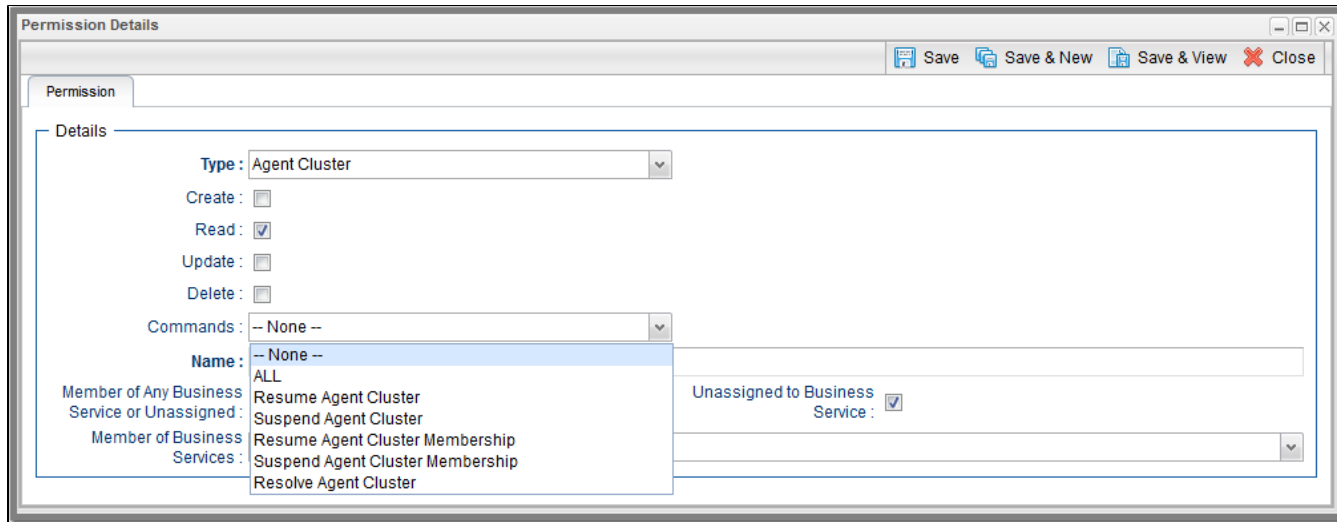 Permission Details
Save Save & New Save & View Close
Permission
Details
Type : Agent Cluster
Create :
Read :
Update :
Delete :
Commands : -- None --
Name : -- None --
ALL
Resume Agent Cluster
Suspend Agent Cluster
Resume Agent Cluster Membership
Suspend Agent Cluster Membership
Resolve Agent Cluster
Member of Any Business
Service or Unassigned :
Unassigned to Business
Service :
Member of Business
Services :